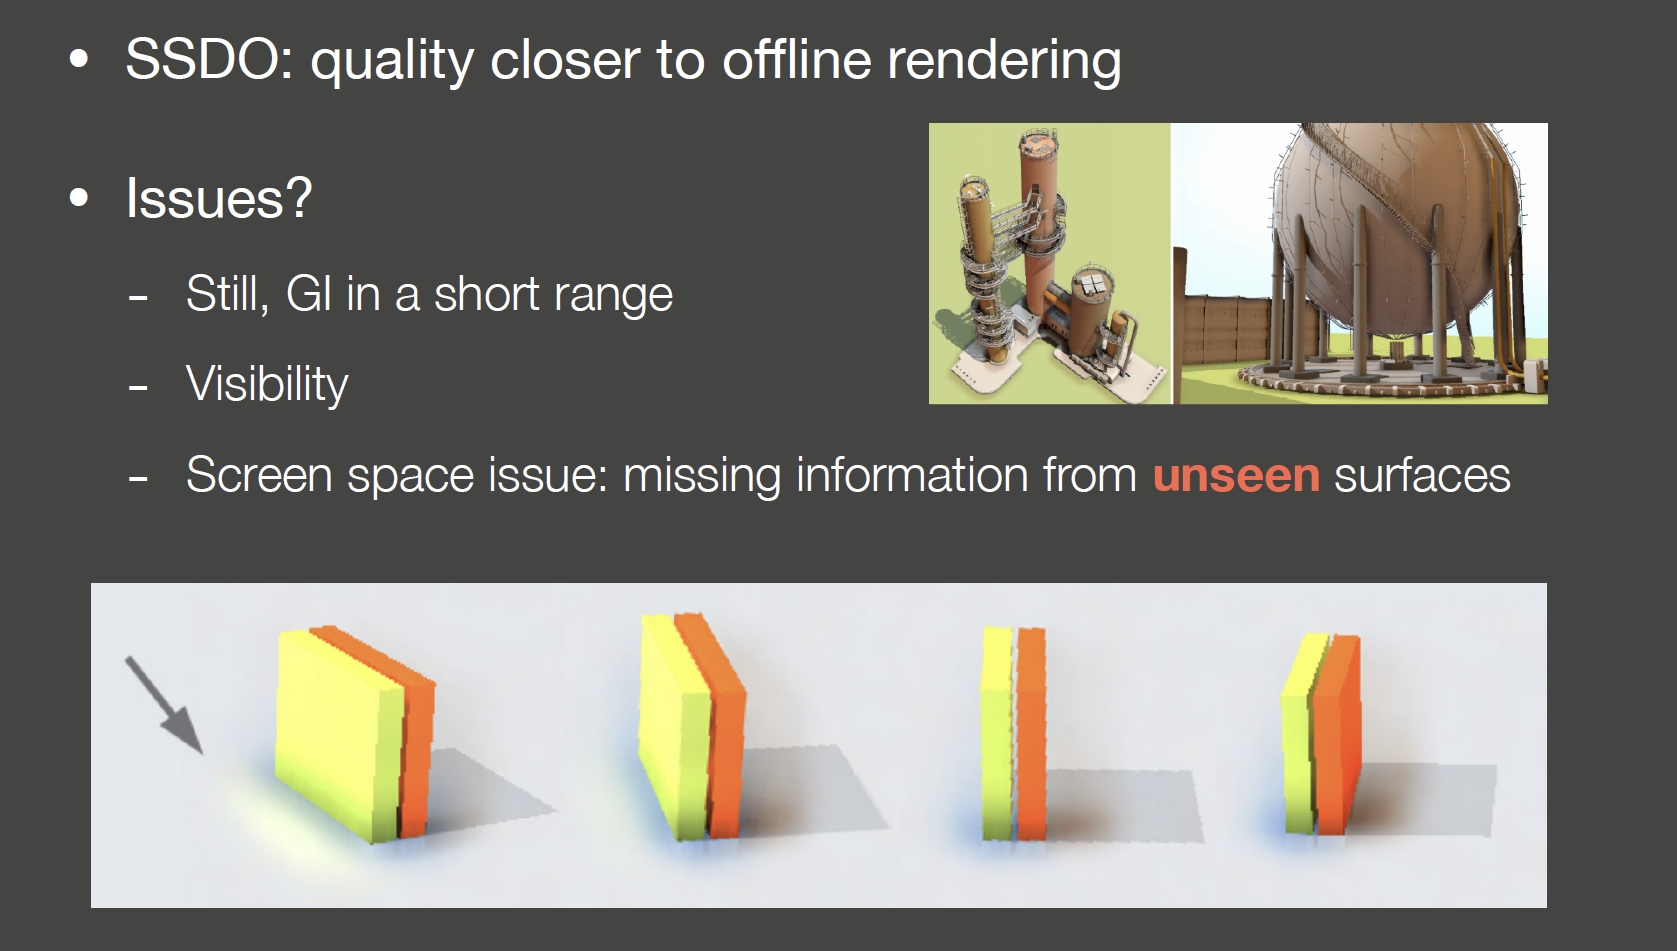 • SSDO: quality closer to offline rendering
• Issues?
- Still, GI in a short range
- Visibility
- Screen space issue: missing information from unseen surfaces